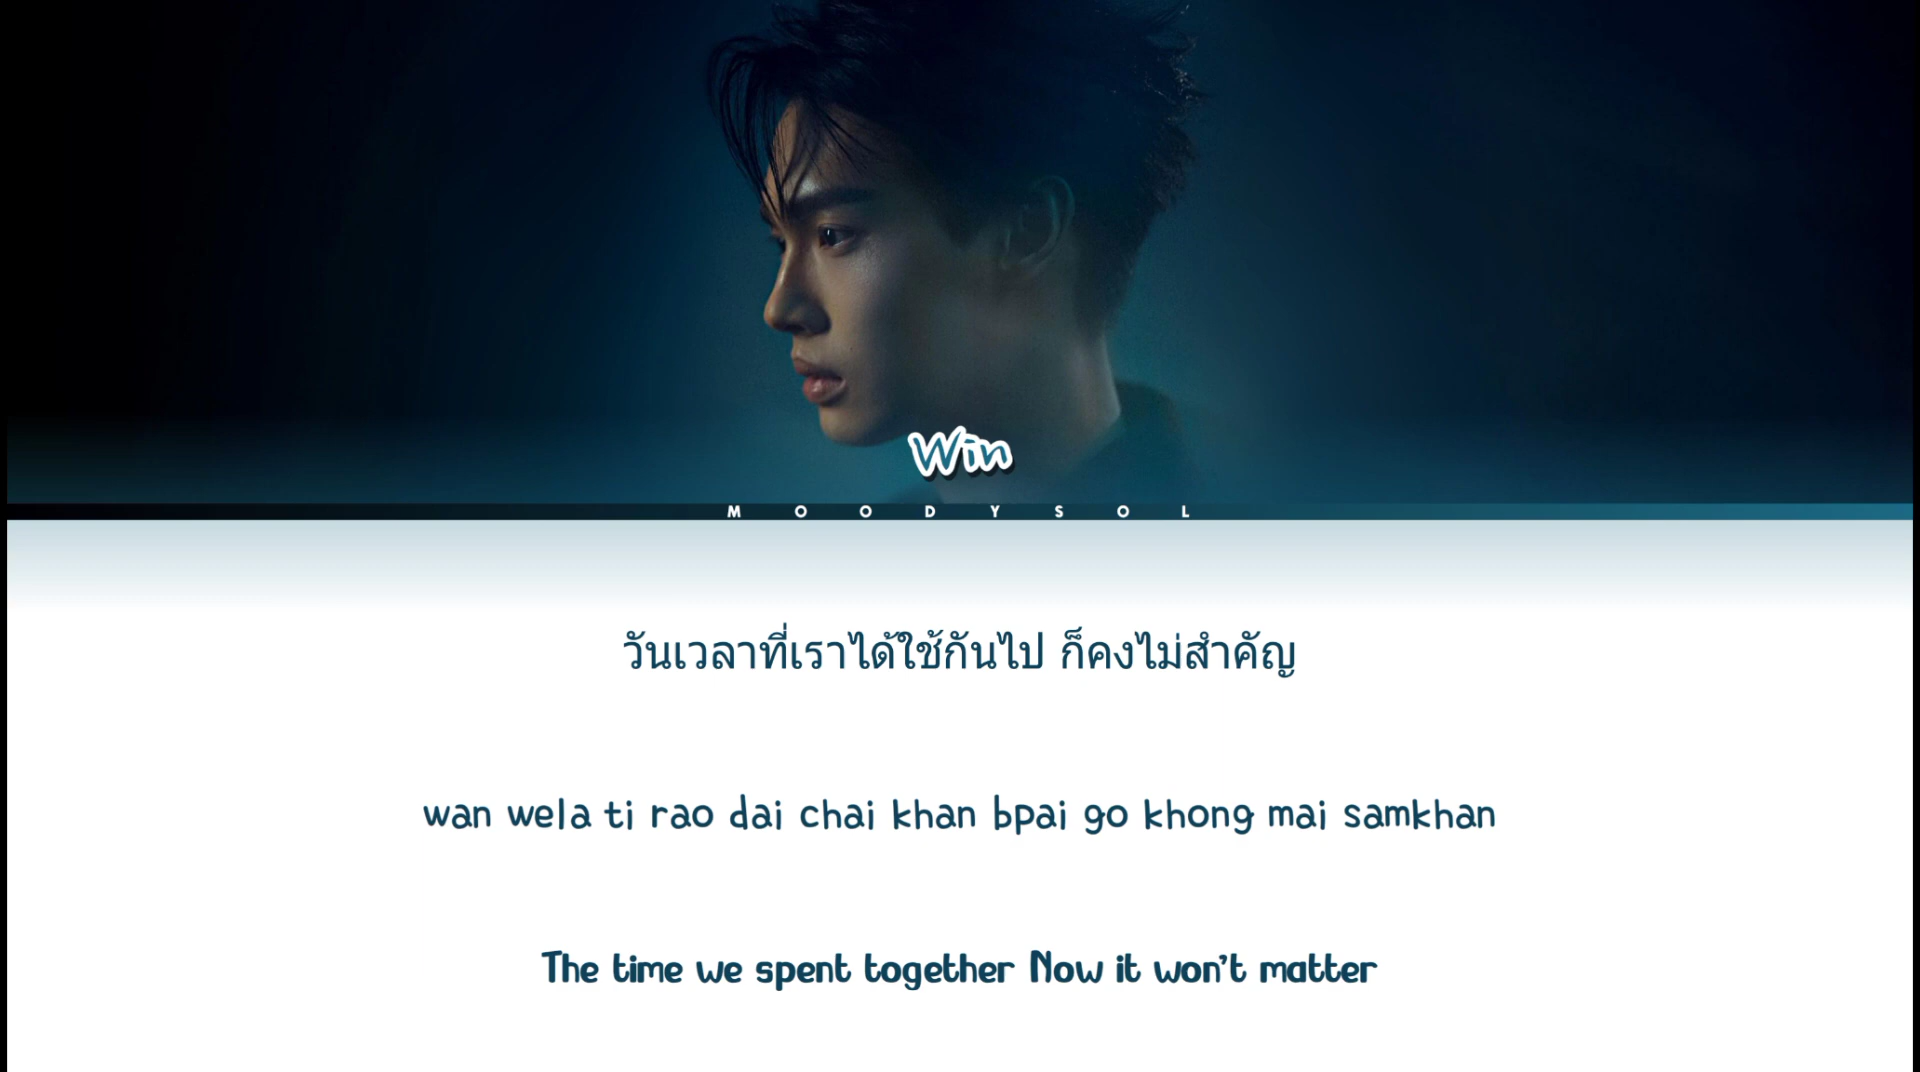 Win
MOODYSOL
วันเวลาที่เราได้ใช้กันไป ก็คงไม่สำคัญ
wan wela ti rao dai chai khan bpai go khong mai samkhan
The time we spent together Now it won't matter